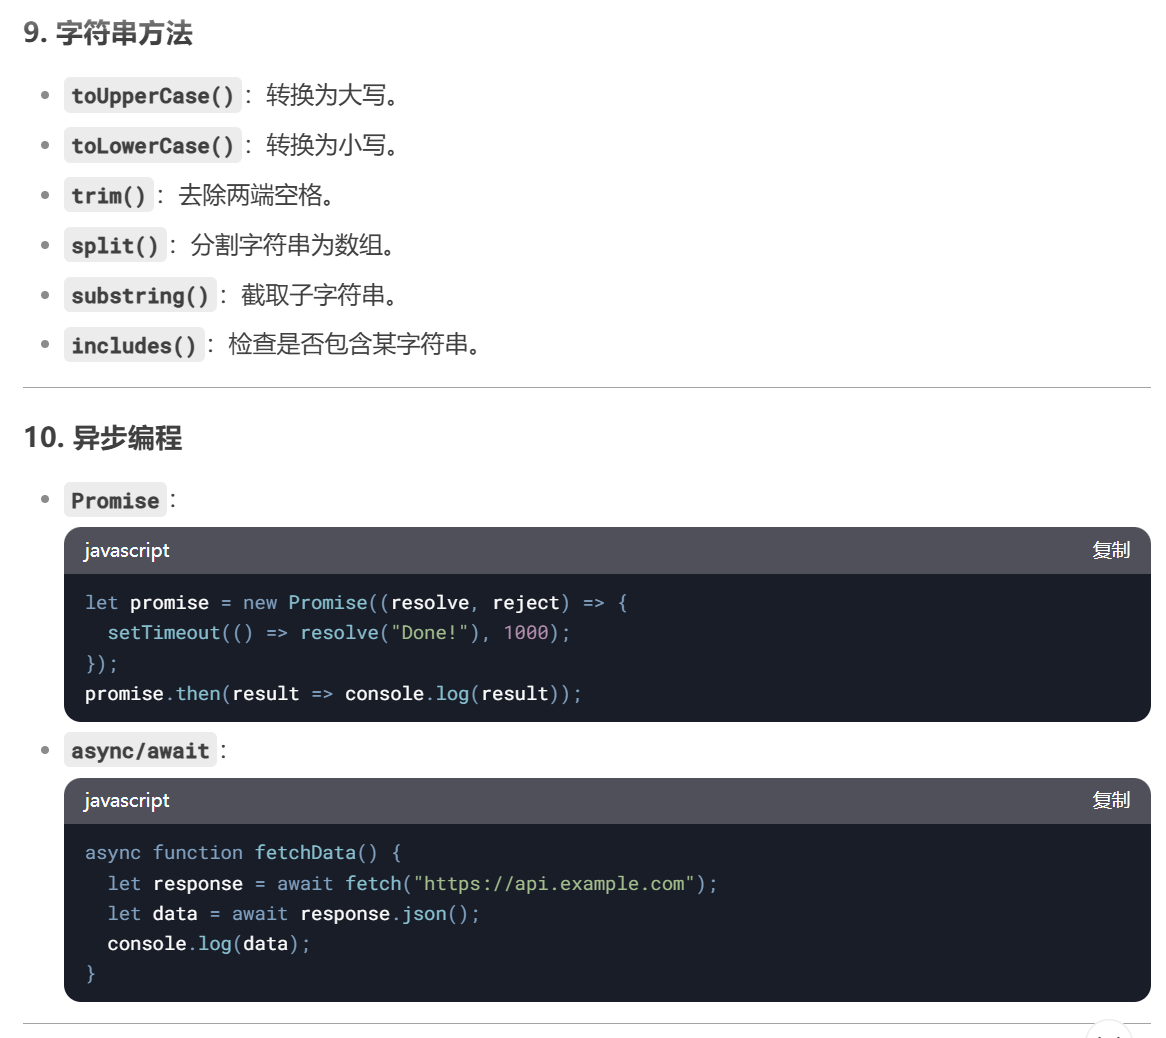 9. 字符串方法
toUpperCase()：转换为大写。
toLowerCase()：转换为小写。
trim()：去除两端空格。
split()：分割字符串为数组。
substring()：截取子字符串。
includes()：检查是否包含某字符串。
10. 异步编程
Promise：
javascript 复制
let promise = new Promise((resolve, reject) => {
  setTimeout(() => resolve("Done!"), 1000);
});
promise.then(result => console.log(result));
async/await：
javascript 复制
async function fetchData() {
  let response = await fetch("https://api.example.com");
  let data = await response.json();
  console.log(data);
}